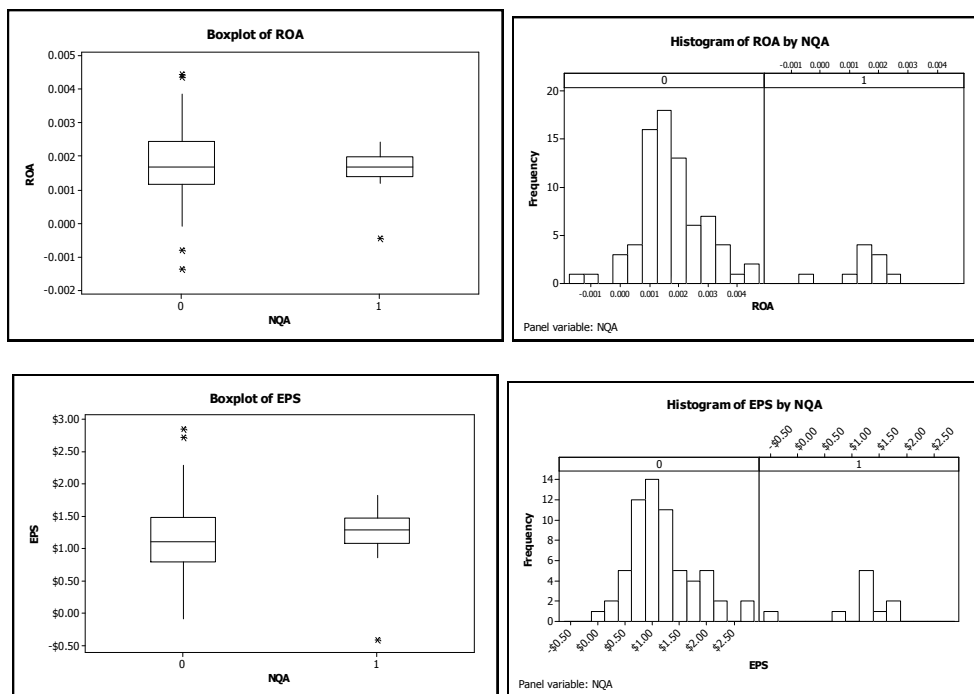 Boxplot of ROA
0.005
0.004
0.003
0.002
0.001
0.000
-0.001
-0.002
ROA
0 1
NQA
Histogram of ROA by NQA
-0.001 0.000 0.001 0.002 0.003 0.004
0 1
20
15
10
5
0
Frequency
-0.001 0.000 0.001 0.002 0.003 0.004
ROA
Panel variable: NQA
Boxplot of EPS
$3.00
$2.50
$2.00
$1.50
$1.00
$0.50
$0.00
-$0.50
EPS
0 1
NQA
Histogram of EPS by NQA
-$0.50 $0.00 $0.50 $1.00 $1.50 $2.00 $2.50
0 1
14
12
10
8
6
4
2
0
Frequency
-$0.50 $0.00 $0.50 $1.00 $1.50 $2.00 $2.50
EPS
Panel variable: NQA